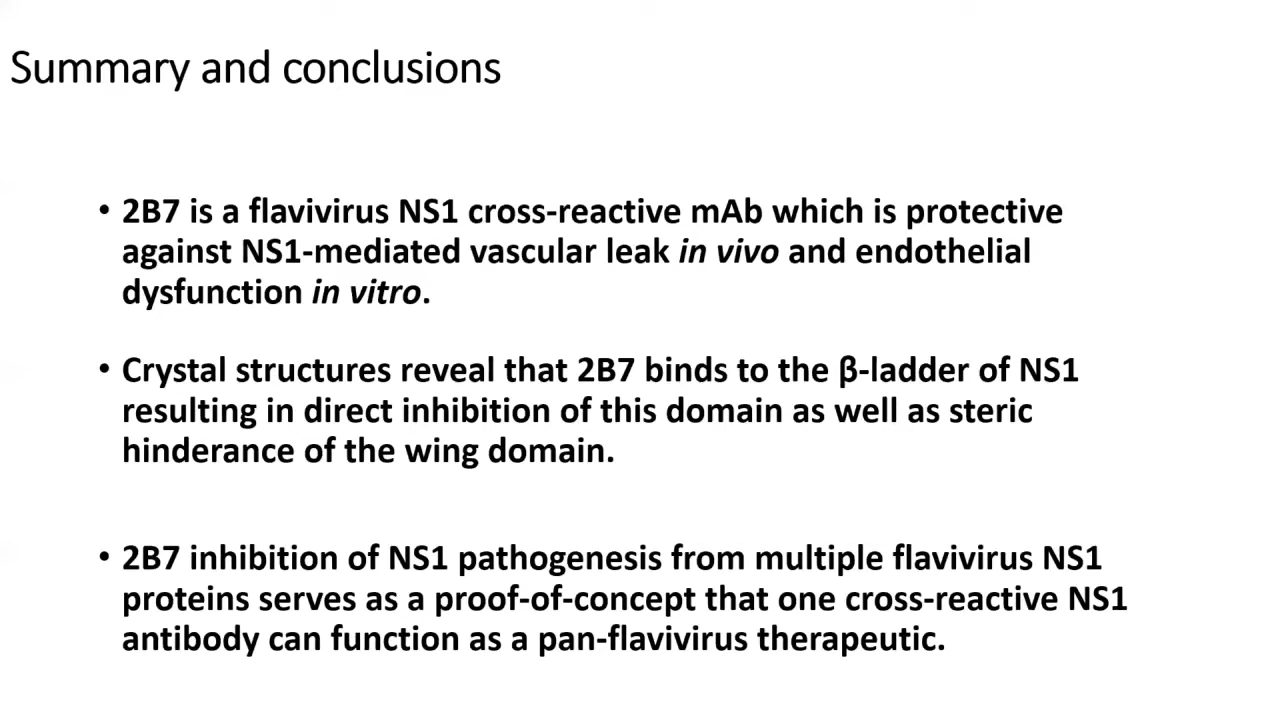 Summary and conclusions
• 2B7 is a flavivirus NS1 cross-reactive mAb which is protective
against NS1-mediated vascular leak in vivo and endothelial
dysfunction in vitro.
• Crystal structures reveal that 2B7 binds to the β-ladder of NS1
resulting in direct inhibition of this domain as well as steric
hinderance of the wing domain.
• 2B7 inhibition of NS1 pathogenesis from multiple flavivirus NS1
proteins serves as a proof-of-concept that one cross-reactive NS1
antibody can function as a pan-flavivirus therapeutic.